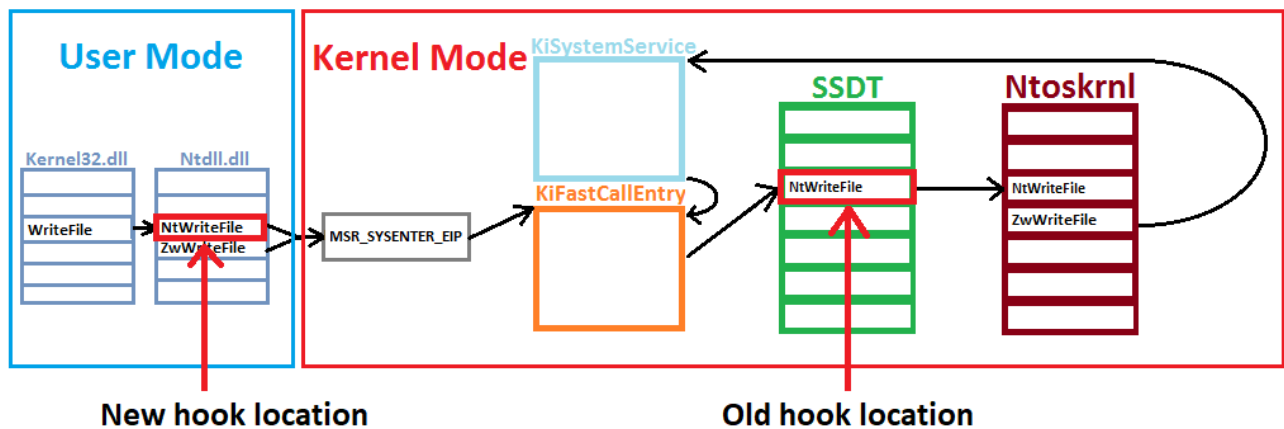 User Mode
Kernel32.dll
WriteFile
Ntdll.dll
NtWriteFile
ZwWriteFile
Kernel Mode
MSR_SYSENTER_EIP
KiSystemService
KiFastCallEntry
SSDT
NtWriteFile
Ntoskrnl
NtWriteFile
ZwWriteFile
New hook location
Old hook location